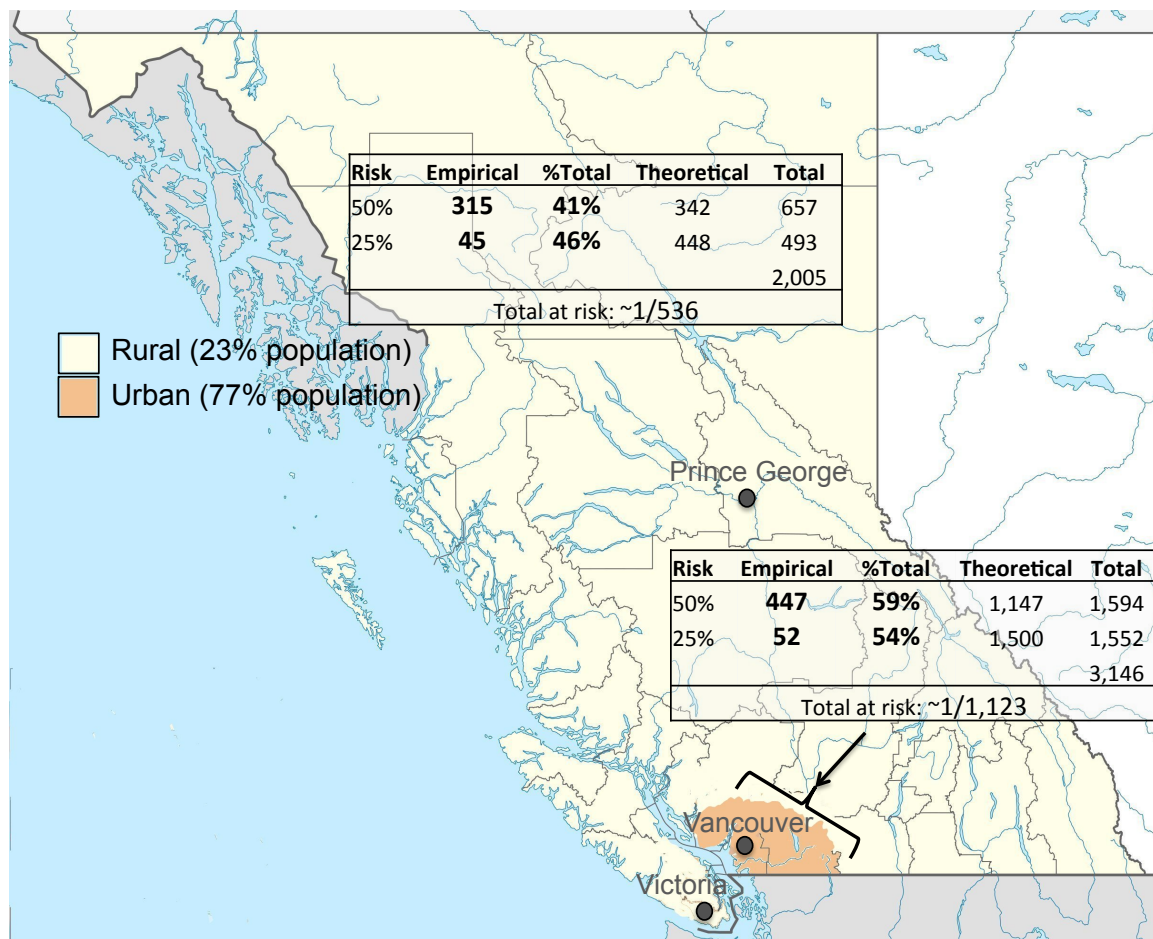 Risk Empirical %Total Theoretical Total
50% 315 41% 342 657
25% 45 46% 448 493
2,005
Total at risk: ~1/536
Rural (23% population)
Urban (77% population)
Prince George
Risk Empirical %Total Theoretical Total
50% 447 59% 1,147 1,594
25% 52 54% 1,500 1,552
3,146
Total at risk: ~1/1,123
Vancouver
Victoria